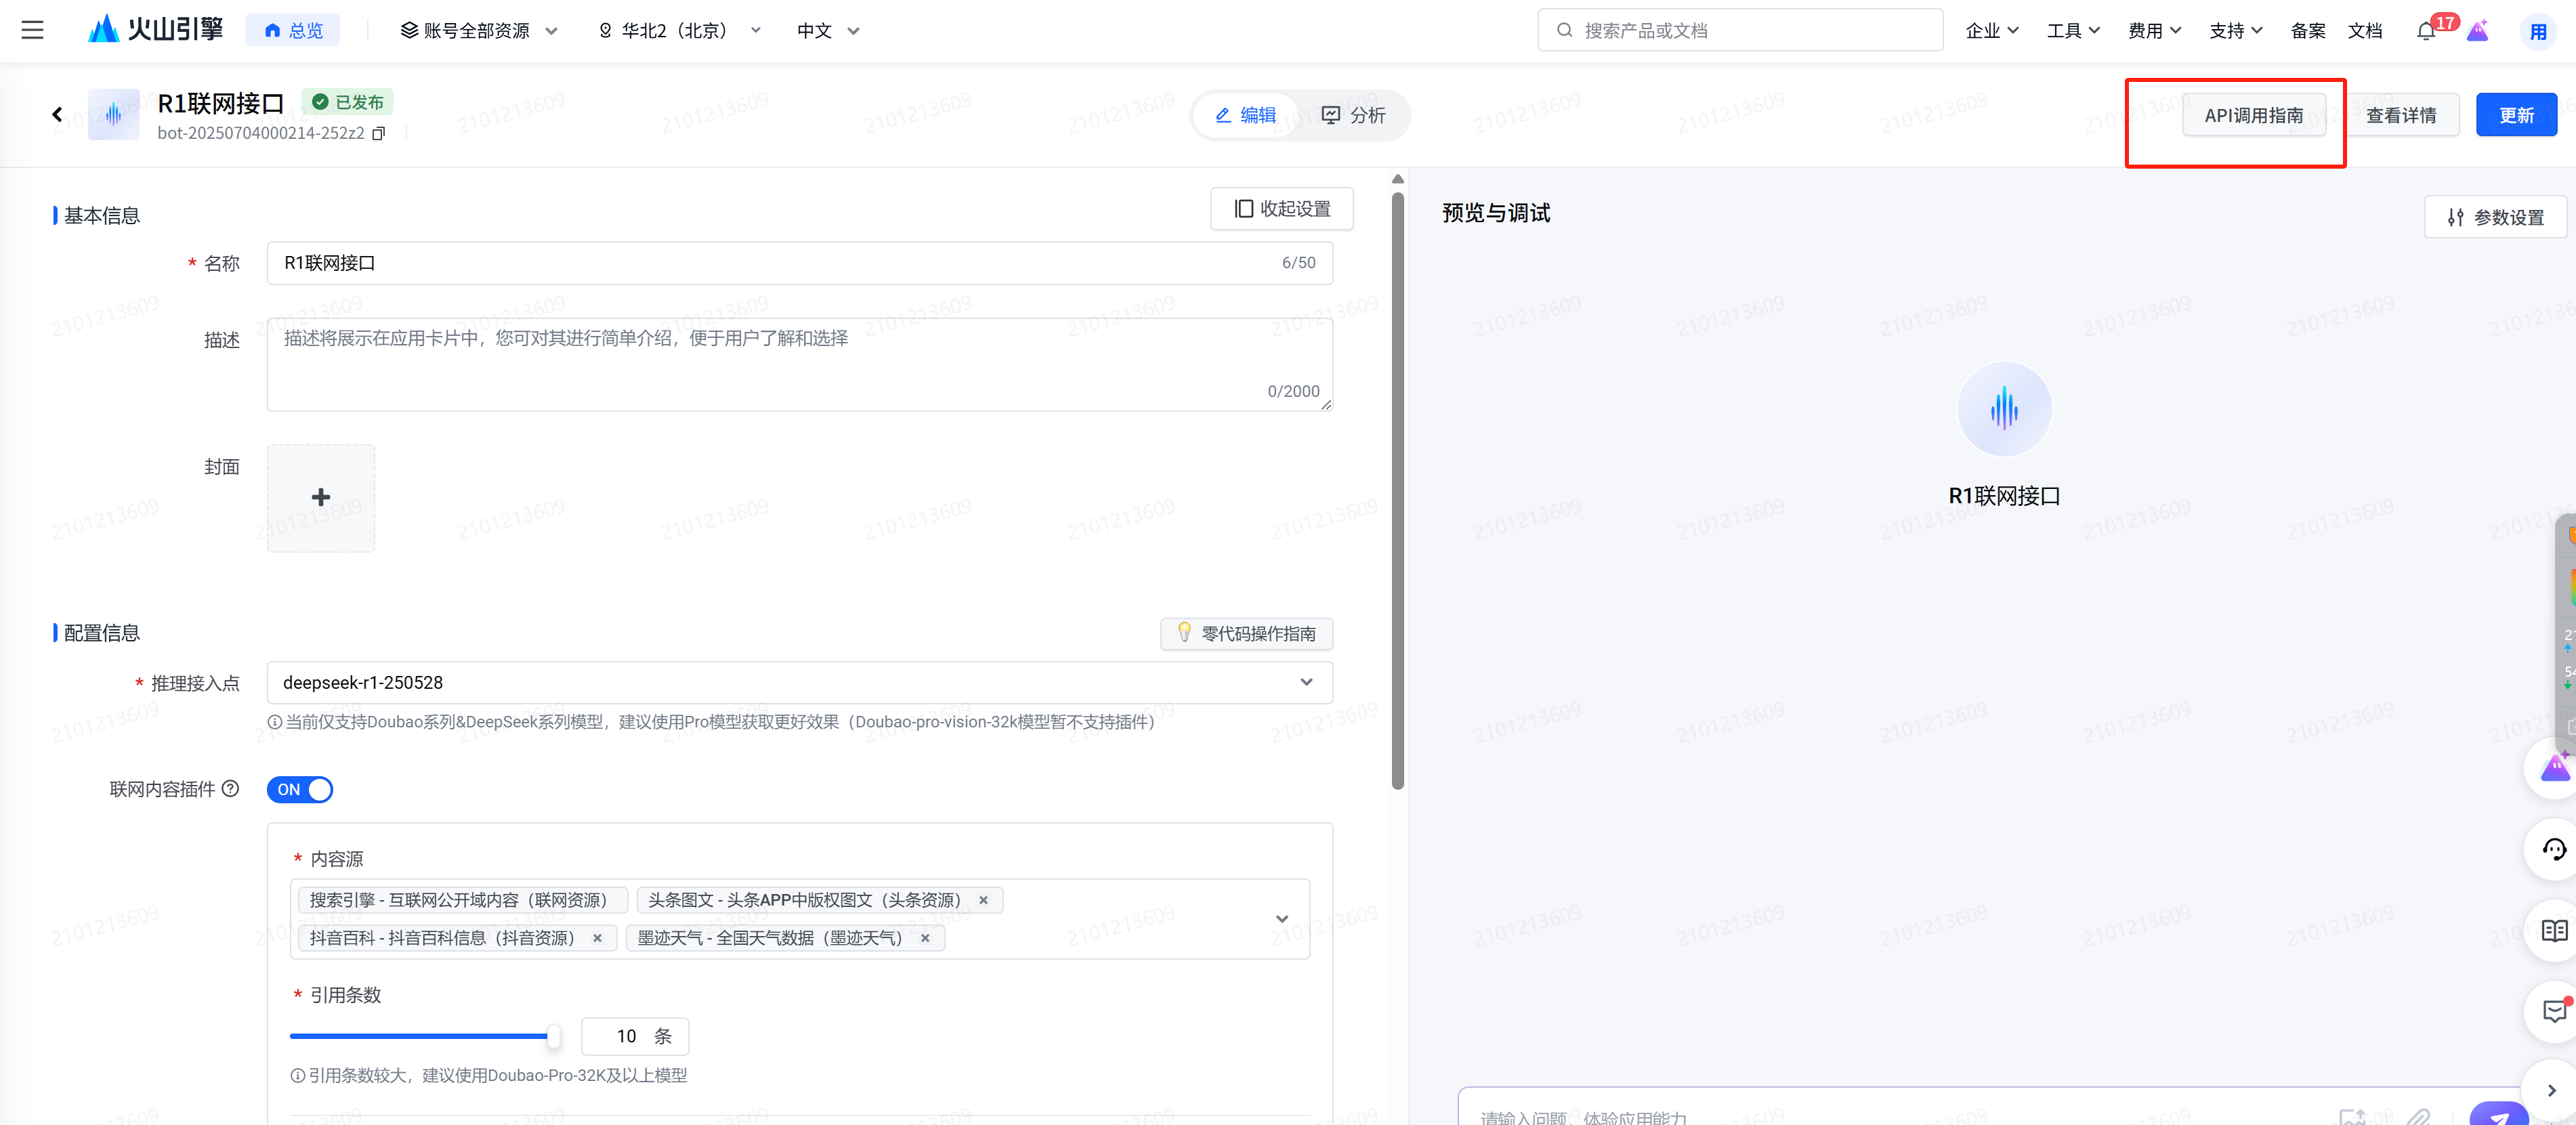 火山引擎 总览 账号全部资源 华北2（北京） 中文 搜索产品或文档 企业 工具 费用 支持 备案 文档 17 用
R1联网接口 已发布
bot-20250704000214-252z2
编辑 分析
API调用指南 查看详情 更新
基本信息
收起设置
* 名称 R1联网接口 6/50
描述 描述将展示在应用卡片中，您可对其进行简单介绍，便于用户了解和选择
0/2000
封面
配置信息
零代码操作指南
* 推理接入点 deepseek-r1-250528
当前仅支持Doubao系列&DeepSeek系列模型，建议使用Pro模型获取更好效果（Doubao-pro-vision-32k模型暂不支持插件）
联网内容插件 ON
* 内容源
搜索引擎 - 互联网公开域内容（联网资源） 头条图文 - 头条APP中版权图文（头条资源）
抖音百科 - 抖音百科信息（抖音资源） 墨迹天气 - 全国天气数据（墨迹天气）
* 引用条数
10 条
引用条数较大，建议使用Doubao-Pro-32K及以上模型
预览与调试
参数设置
R1联网接口
请输入问题，体验应用能力
2101213609